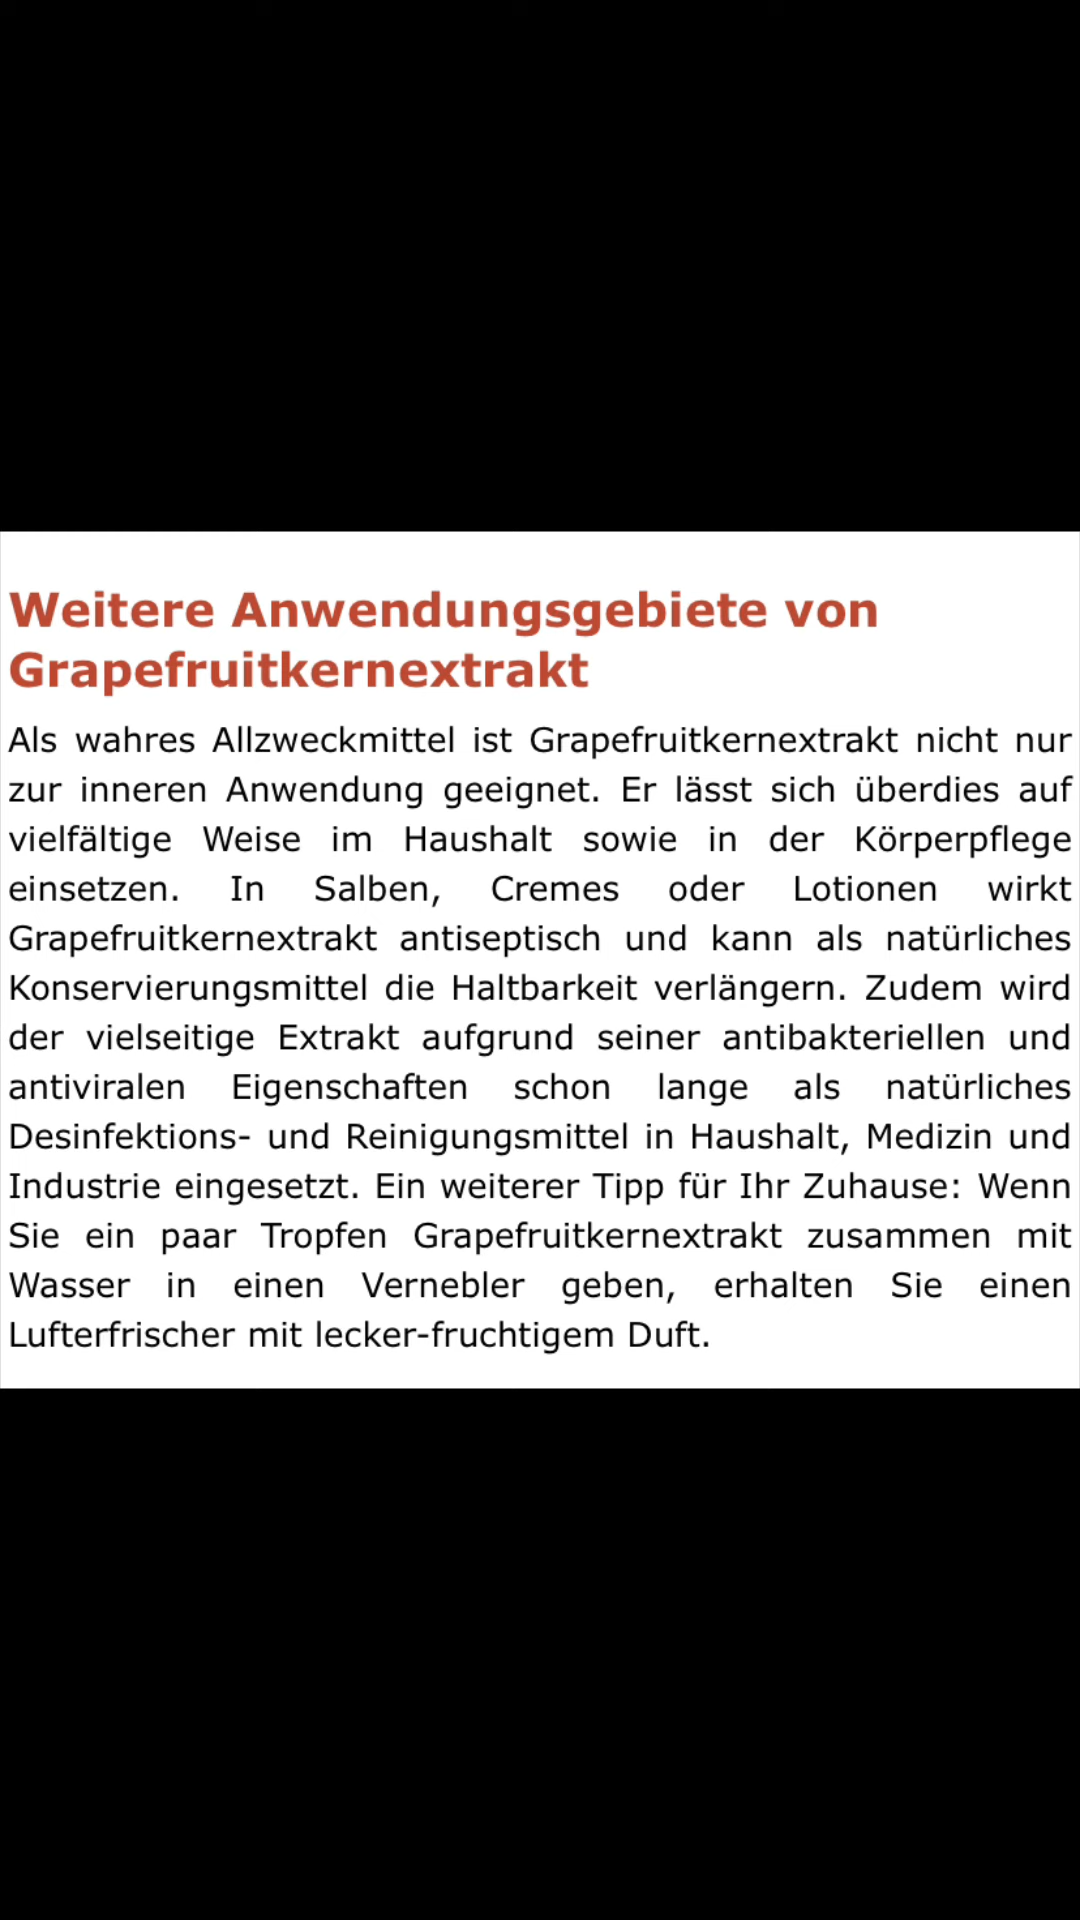 Weitere Anwendungsgebiete von
Grapefruitkernextrakt
Als wahres Allzweckmittel ist Grapefruitkernextrakt nicht nur
zur inneren Anwendung geeignet. Er lässt sich überdies auf
vielfältige Weise im Haushalt sowie in der Körperpflege
einsetzen. In Salben, Cremes oder Lotionen wirkt
Grapefruitkernextrakt antiseptisch und kann als natürliches
Konservierungsmittel die Haltbarkeit verlängern. Zudem wird
der vielseitige Extrakt aufgrund seiner antibakteriellen und
antiviralen Eigenschaften schon lange als natürliches
Desinfektions- und Reinigungsmittel in Haushalt, Medizin und
Industrie eingesetzt. Ein weiterer Tipp für Ihr Zuhause: Wenn
Sie ein paar Tropfen Grapefruitkernextrakt zusammen mit
Wasser in einen Vernebler geben, erhalten Sie einen
Lufterfrischer mit lecker-fruchtigem Duft.